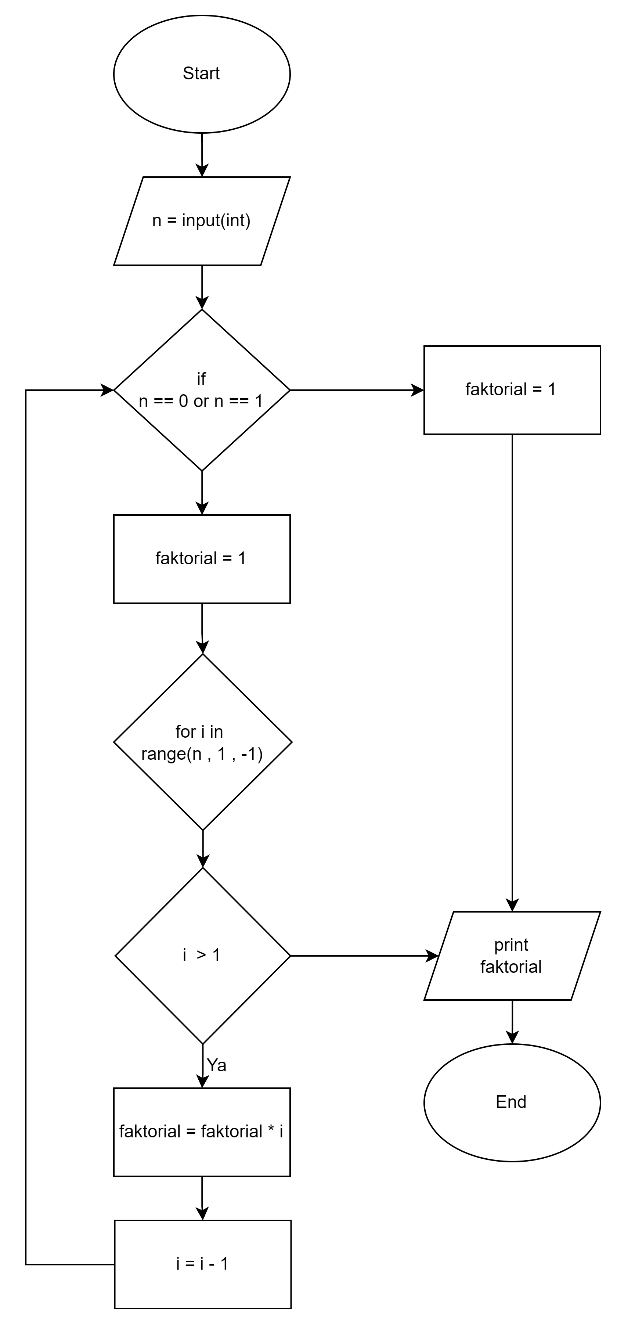 Start
n = input(int)
if
n == 0 or n == 1
faktorial = 1
faktorial = 1
for i in
range(n , 1 , -1)
i  > 1
print
faktorial
Ya
End
faktorial = faktorial * i
i = i - 1